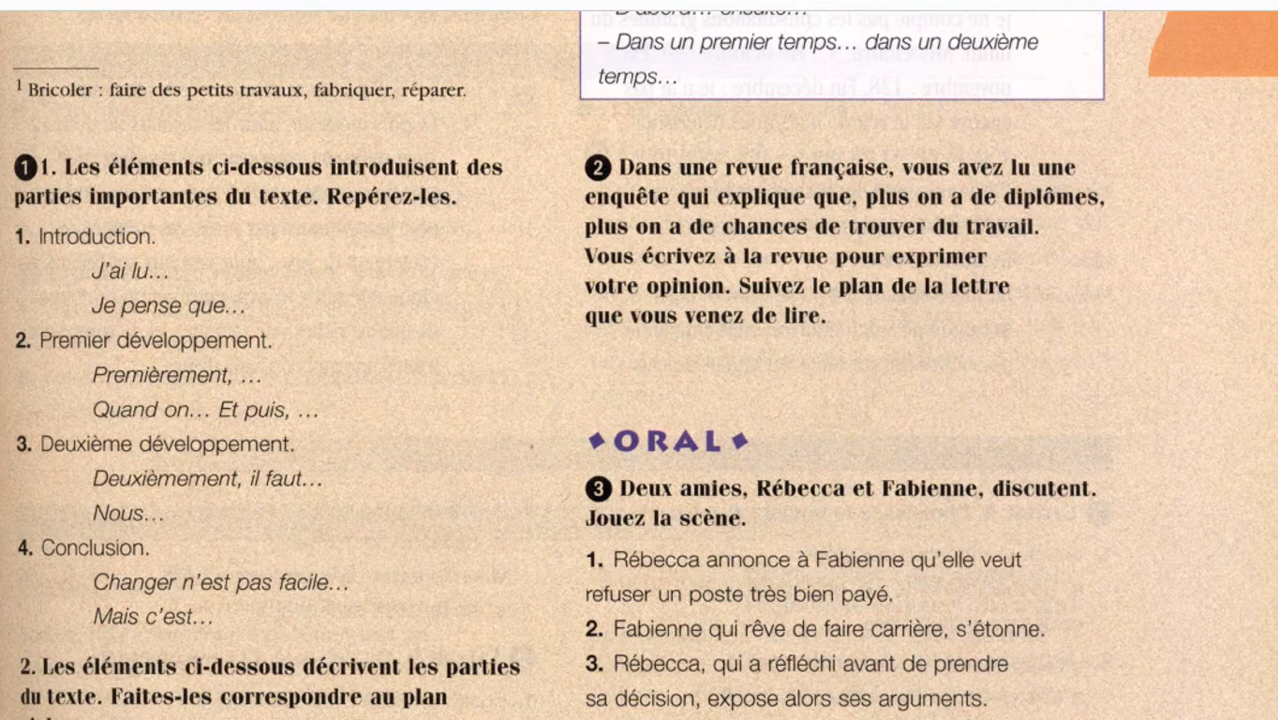 – Dans un premier temps... dans un deuxième
temps...
¹ Bricoler : faire des petits travaux, fabriquer, réparer.
❶ 1. Les éléments ci-dessous introduisent des
parties importantes du texte. Repérez-les.
1. Introduction.
J'ai lu...
Je pense que...
2. Premier développement.
Premièrement, ...
Quand on... Et puis, ...
3. Deuxième développement.
Deuxièmement, il faut...
Nous...
4. Conclusion.
Changer n'est pas facile...
Mais c'est...
2. Les éléments ci-dessous décrivent les parties
du texte. Faites-les correspondre au plan
❷ Dans une revue française, vous avez lu une
enquête qui explique que, plus on a de diplômes,
plus on a de chances de trouver du travail.
Vous écrivez à la revue pour exprimer
votre opinion. Suivez le plan de la lettre
que vous venez de lire.
◆ ORAL ◆
❸ Deux amies, Rébecca et Fabienne, discutent.
Jouez la scène.
1. Rébecca annonce à Fabienne qu'elle veut
refuser un poste très bien payé.
2. Fabienne qui rêve de faire carrière, s'étonne.
3. Rébecca, qui a réfléchi avant de prendre
sa décision, expose alors ses arguments.